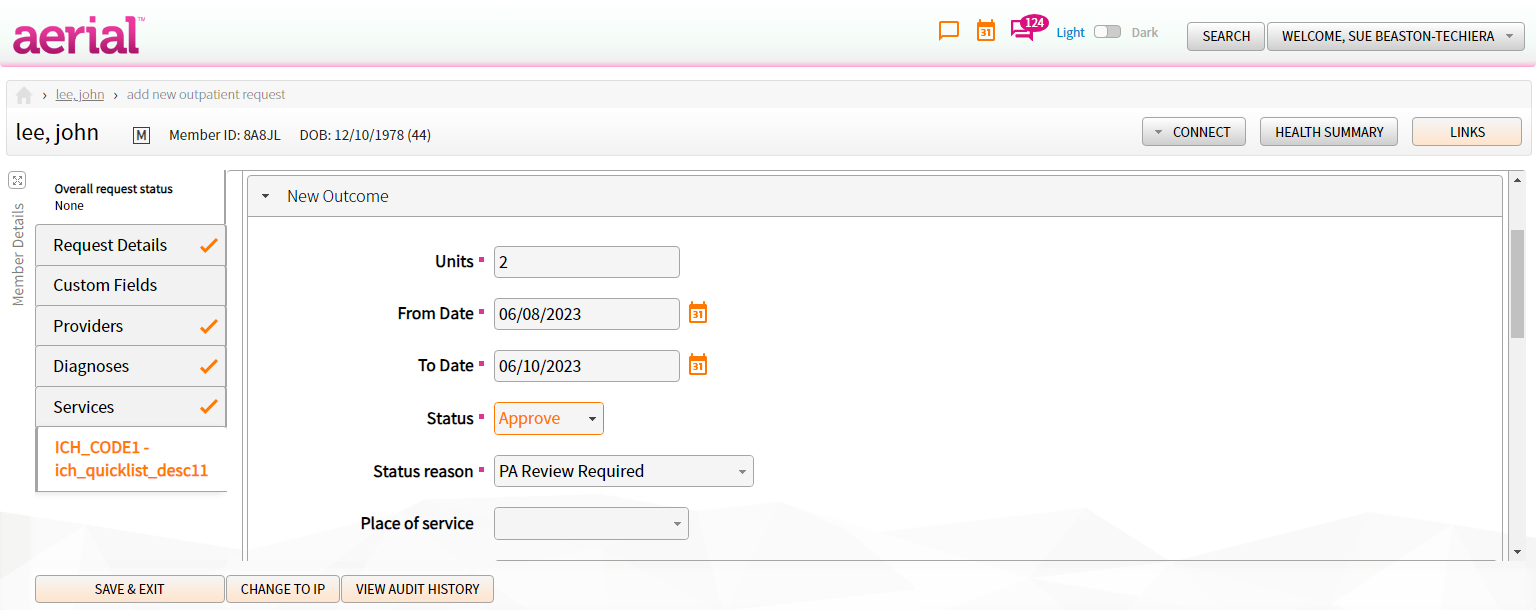 aerial™
31
124
Light
Dark
SEARCH
WELCOME, SUE BEASTON-TECHIERA
› lee, john › add new outpatient request
lee, john M Member ID: 8A8JL DOB: 12/10/1978 (44)
CONNECT
HEALTH SUMMARY
LINKS
Member Details
Overall request status
None
Request Details
Custom Fields
Providers
Diagnoses
Services
ICH_CODE1 -
ich_quicklist_desc11
New Outcome
Units 2
From Date 06/08/2023 31
To Date 06/10/2023 31
Status Approve
Status reason PA Review Required
Place of service
SAVE & EXIT
CHANGE TO IP
VIEW AUDIT HISTORY